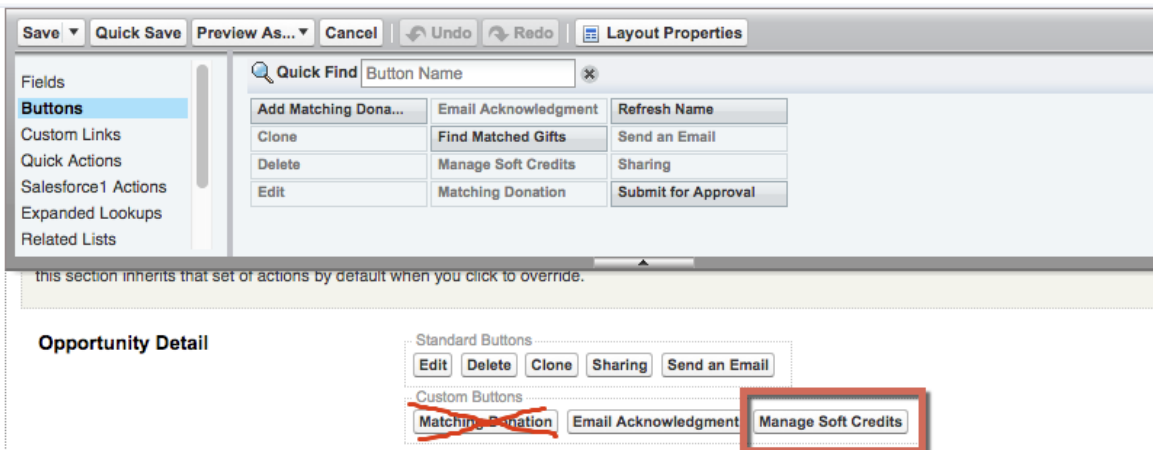 Save Quick Save Preview As... Cancel Undo Redo Layout Properties
Fields
Buttons
Custom Links
Quick Actions
Salesforce1 Actions
Expanded Lookups
Related Lists
Quick Find Button Name
Add Matching Dona... Email Acknowledgment Refresh Name
Clone Find Matched Gifts Send an Email
Delete Manage Soft Credits Sharing
Edit Matching Donation Submit for Approval
this section inherits that set of actions by default when you click to override.
Opportunity Detail
Standard Buttons
Edit Delete Clone Sharing Send an Email
Custom Buttons
Matching Donation Email Acknowledgment Manage Soft Credits